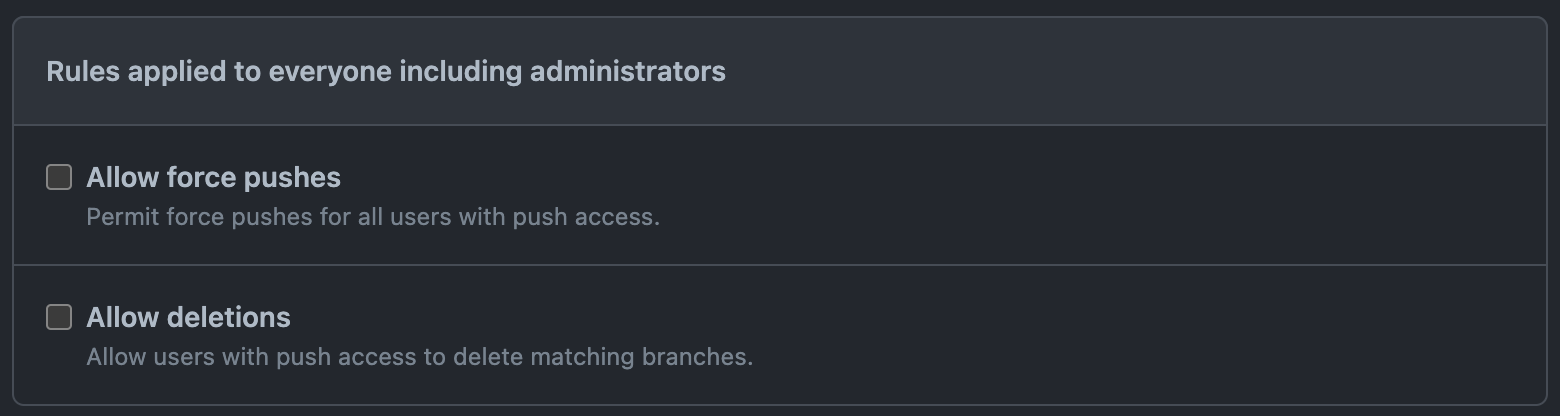 Rules applied to everyone including administrators
Allow force pushes
Permit force pushes for all users with push access.
Allow deletions
Allow users with push access to delete matching branches.